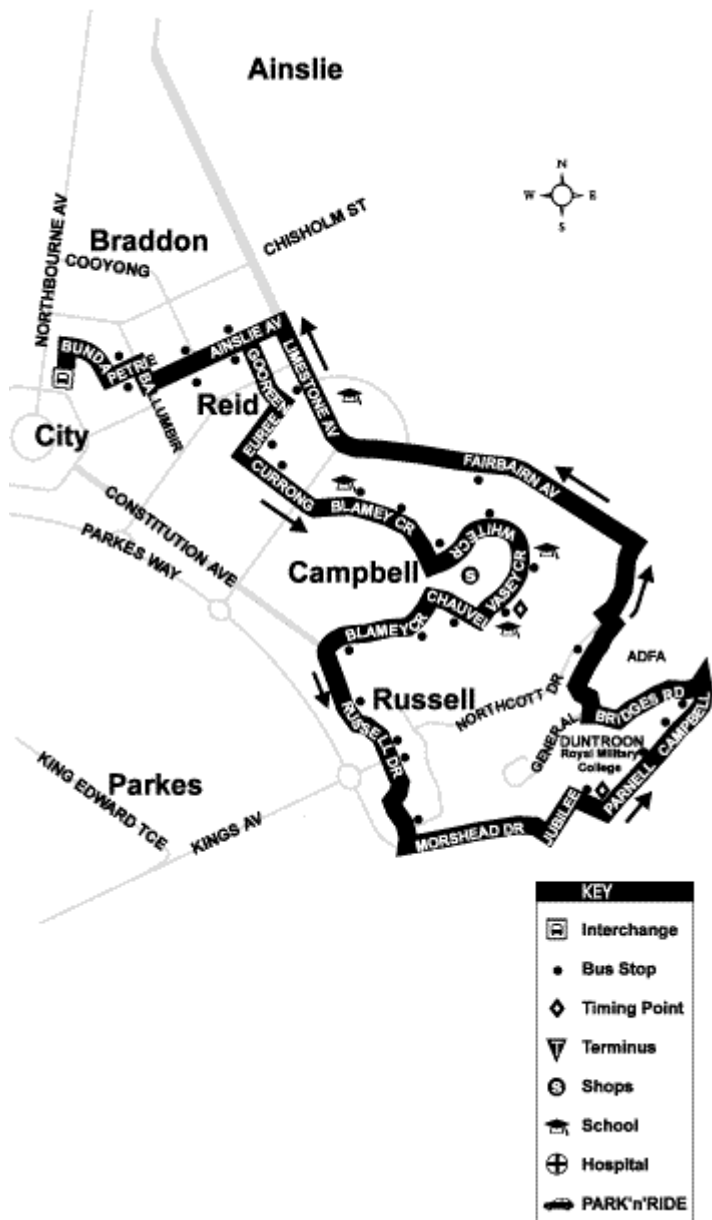 Ainslie
N
W E
S
CHISHOLM ST
Braddon
COOYONG
NORTHBOURNE AV
BUNDA
PETRIE
BALLUMBIR
AINSLIE AV
GOOREEN
LIMESTONE AV
Reid
City
EUREE
CURRONG
FAIRBAIRN AV
BLAMEY CR
WHITE CR
CONSTITUTION AVE
PARKES WAY
Campbell
S
VASEY CR
CHAUVEL
BLAMEY CR
ADFA
Russell
NORTHCOTT DR
RUSSELL DR
GENERAL
BRIDGES RD
DUNTROON
Royal Military
College
CAMPBELL
PARNELL
Parkes
KING EDWARD TCE
KINGS AV
JUBILEE
MORSHEAD DR
KEY
Interchange
Bus Stop
Timing Point
T Terminus
S Shops
School
Hospital
PARK'n'RIDE